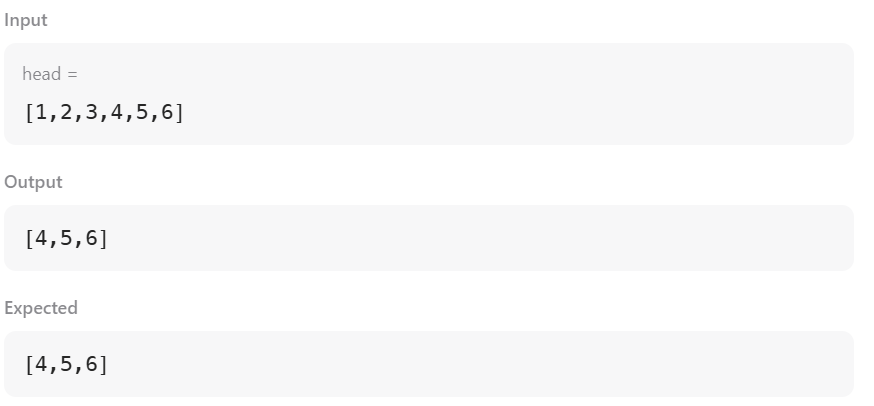 Input
head =
[1,2,3,4,5,6]
Output
[4,5,6]
Expected
[4,5,6]